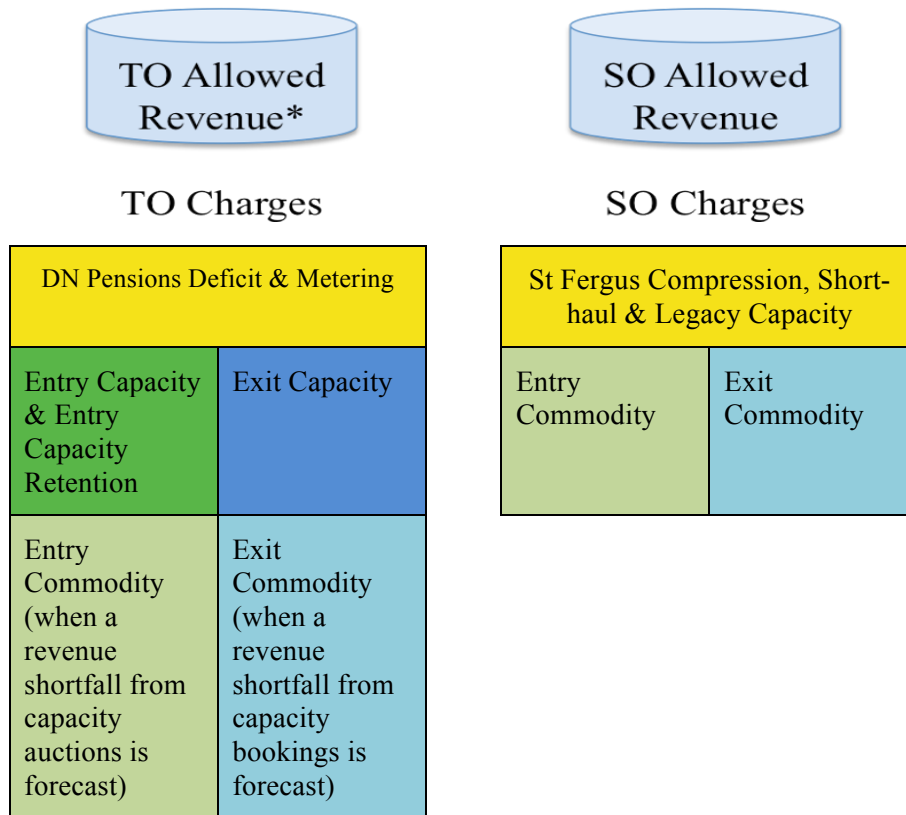 TO Allowed
Revenue*
SO Allowed
Revenue
TO Charges
SO Charges
DN Pensions Deficit & Metering
St Fergus Compression, Short-
haul & Legacy Capacity
Entry Capacity
& Entry
Capacity
Retention
Exit Capacity
Entry
Commodity
Exit
Commodity
Entry
Commodity
(when a
revenue
shortfall from
capacity
auctions is
forecast)
Exit
Commodity
(when a
revenue
shortfall from
capacity
bookings is
forecast)